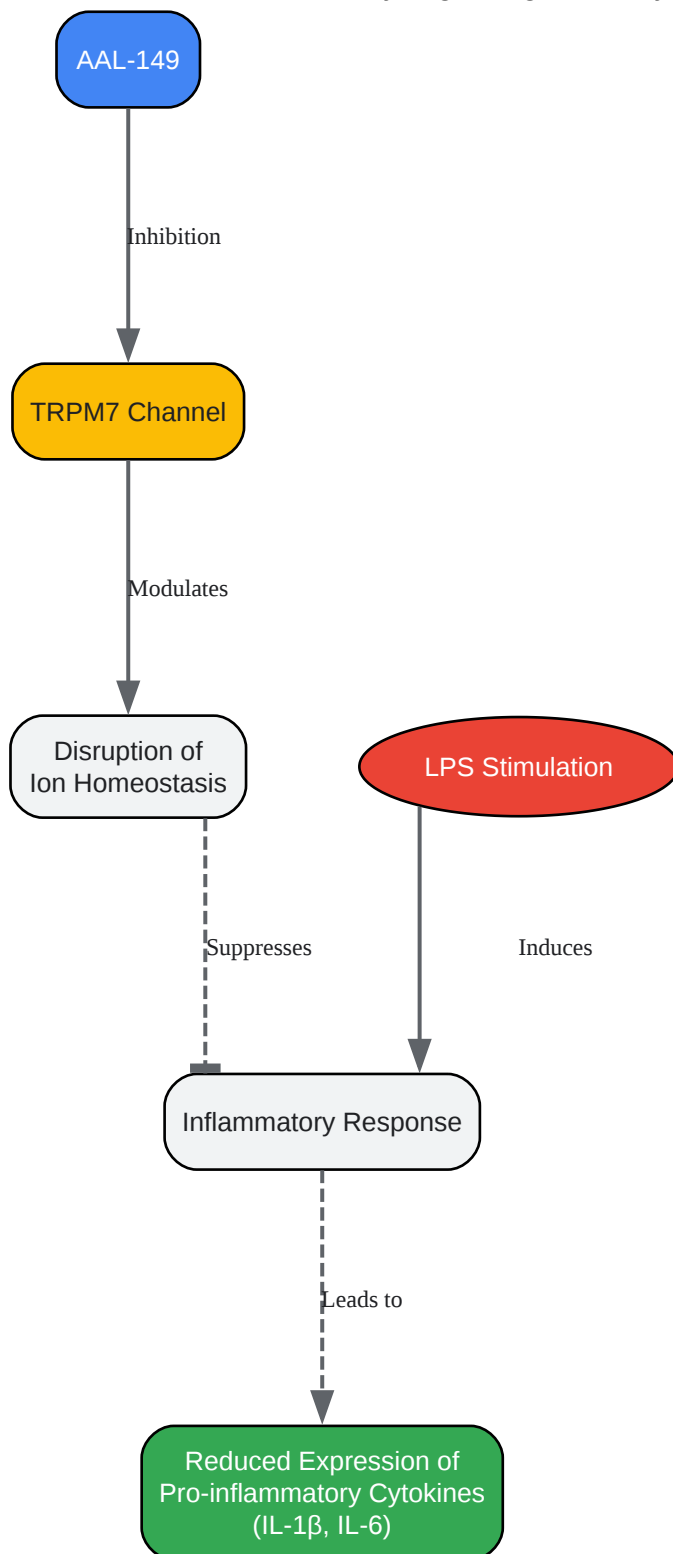 AAL-149
Inhibition
TRPM7 Channel
Modulates
Disruption of
Ion Homeostasis
LPS Stimulation
Suppresses
Induces
Inflammatory Response
Leads to
Reduced Expression of
Pro-inflammatory Cytokines
(IL-1β, IL-6)